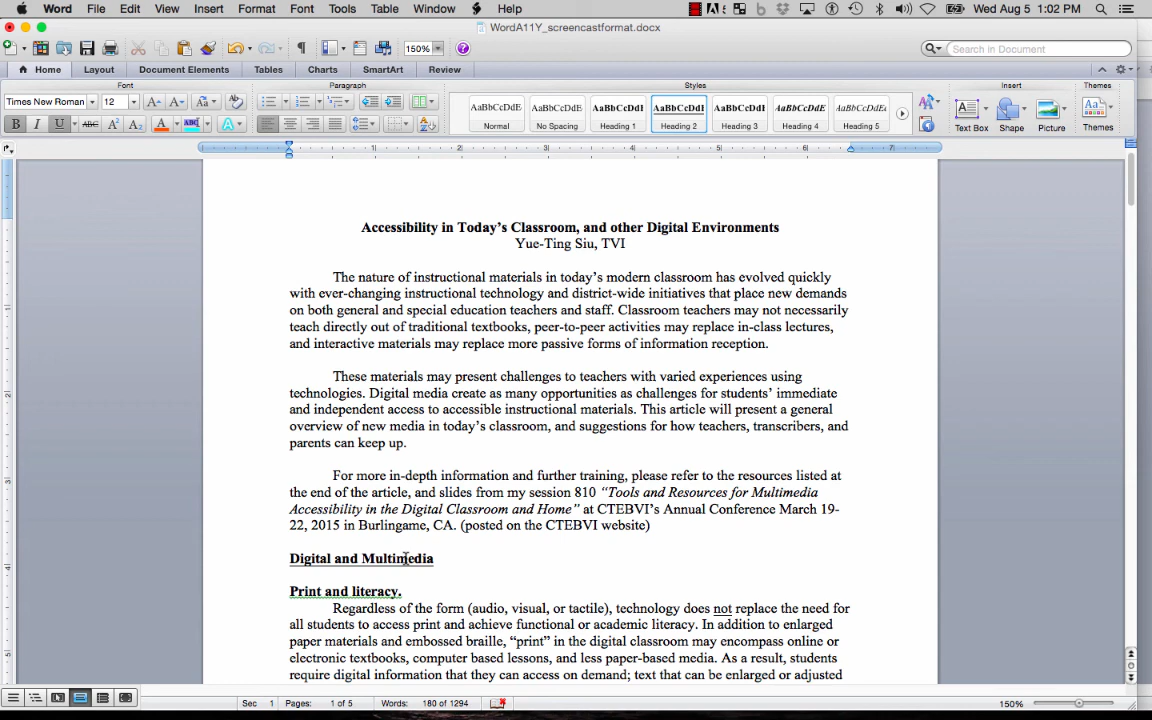 Word File Edit View Insert Format Font Tools Table Window Help Wed Aug 5 1:02 PM
WordA11Y_screencastformat.docx
150% Search in Document
Home Layout Document Elements Tables Charts SmartArt Review
Font Paragraph Styles Insert Themes
Times New Roman 12
AaBbCcDdE AaBbCcDdE AaBbCcDdI AaBbCcDdI AaBbCcDdI AaBbCcDdE AaBbCcDdEe
Normal No Spacing Heading 1 Heading 2 Heading 3 Heading 4 Heading 5 Text Box Shape Picture Themes
B I U ABC A² A₂ A ABC A
1 2 3 4 5 6 7
Accessibility in Today’s Classroom, and other Digital Environments
Yue-Ting Siu, TVI
The nature of instructional materials in today’s modern classroom has evolved quickly
with ever-changing instructional technology and district-wide initiatives that place new demands
on both general and special education teachers and staff. Classroom teachers may not necessarily
teach directly out of traditional textbooks, peer-to-peer activities may replace in-class lectures,
and interactive materials may replace more passive forms of information reception.
These materials may present challenges to teachers with varied experiences using
technologies. Digital media create as many opportunities as challenges for students’ immediate
and independent access to accessible instructional materials. This article will present a general
overview of new media in today’s classroom, and suggestions for how teachers, transcribers, and
parents can keep up.
For more in-depth information and further training, please refer to the resources listed at
the end of the article, and slides from my session 810 “Tools and Resources for Multimedia
Accessibility in the Digital Classroom and Home” at CTEBVI’s Annual Conference March 19-
22, 2015 in Burlingame, CA. (posted on the CTEBVI website)
Digital and Multimedia
Print and literacy.
Regardless of the form (audio, visual, or tactile), technology does not replace the need for
all students to access print and achieve functional or academic literacy. In addition to enlarged
paper materials and embossed braille, “print” in the digital classroom may encompass online or
electronic textbooks, computer based lessons, and less paper-based media. As a result, students
require digital information that they can access on demand; text that can be enlarged or adjusted
Sec 1 Pages: 1 of 5 Words: 180 of 1294 150%